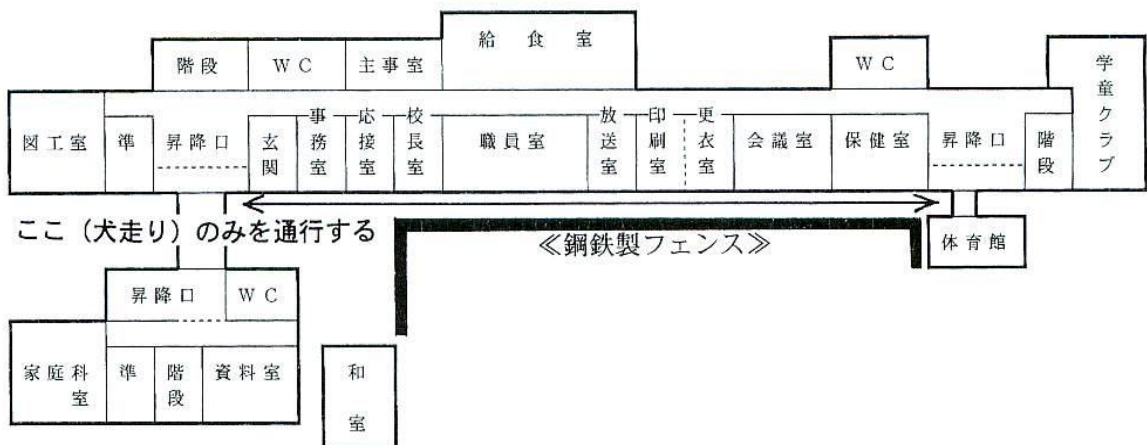 給食室
階段
WC
主事室
WC
学童クラブ
図工室
準
昇降口
玄関
事務室
応接室
校長室
職員室
放送室
印刷室
更衣室
会議室
保健室
昇降口
階段
ここ（犬走り）のみを通行する
≪鋼鉄製フェンス≫
体育館
昇降口
WC
家庭科室
準
階段
資料室
和室